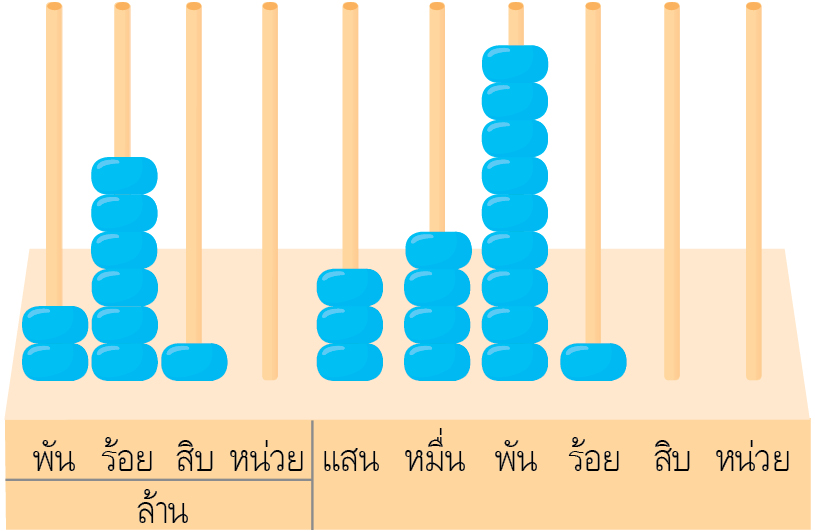 พัน ร้อย สิบ หน่วย แสน หมื่น พัน ร้อย สิบ หน่วย
ล้าน